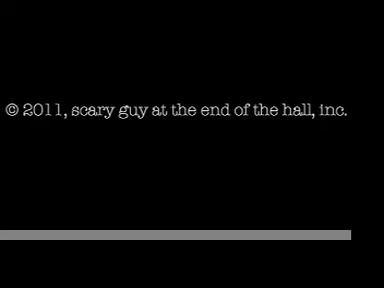 © 2011, scary guy at the end of the hall, inc.